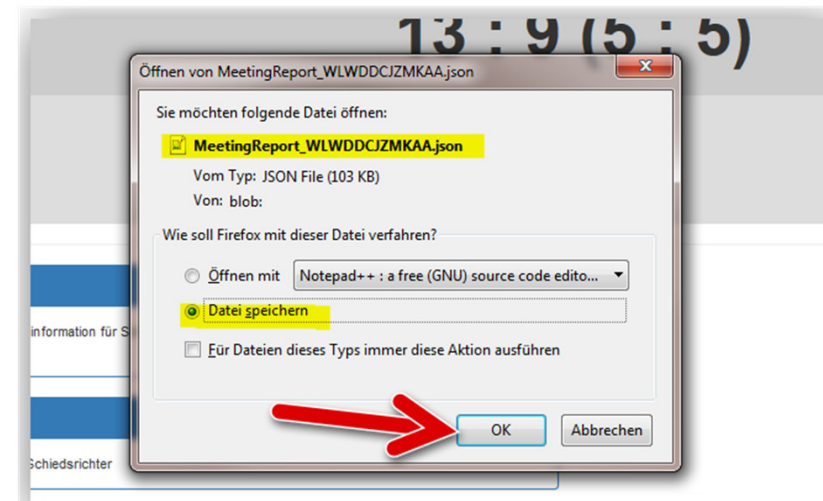 13 : 9 (5 : 5)
Öffnen von MeetingReport_WLWDDCJZMKAA.json
Sie möchten folgende Datei öffnen:
MeetingReport_WLWDDCJZMKAA.json
Vom Typ: JSON File (103 KB)
Von: blob:
Wie soll Firefox mit dieser Datei verfahren?
Öffnen mit Notepad++ : a free (GNU) source code edito...
Datei speichern
information für S
Für Dateien dieses Typs immer diese Aktion ausführen
OK Abbrechen
Schiedsrichter